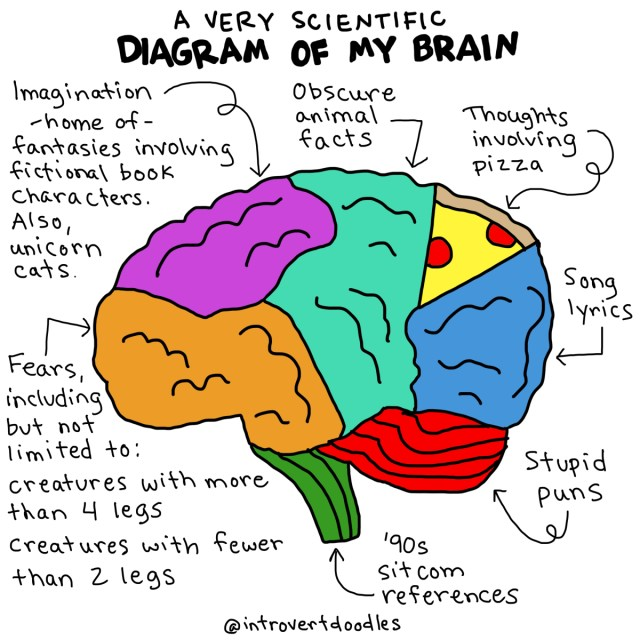 A VERY SCIENTIFIC
DIAGRAM OF MY BRAIN
Imagination
-home of-
fantasies involving
fictional book
characters.
Also,
unicorn
cats.
Obscure
animal
facts
Thoughts
involving
pizza
Song
lyrics
Fears,
including
but not
limited to:
creatures with more
than 4 legs
creatures with fewer
than 2 legs
Stupid
puns
'90s
sitcom
references
@introvertdoodles